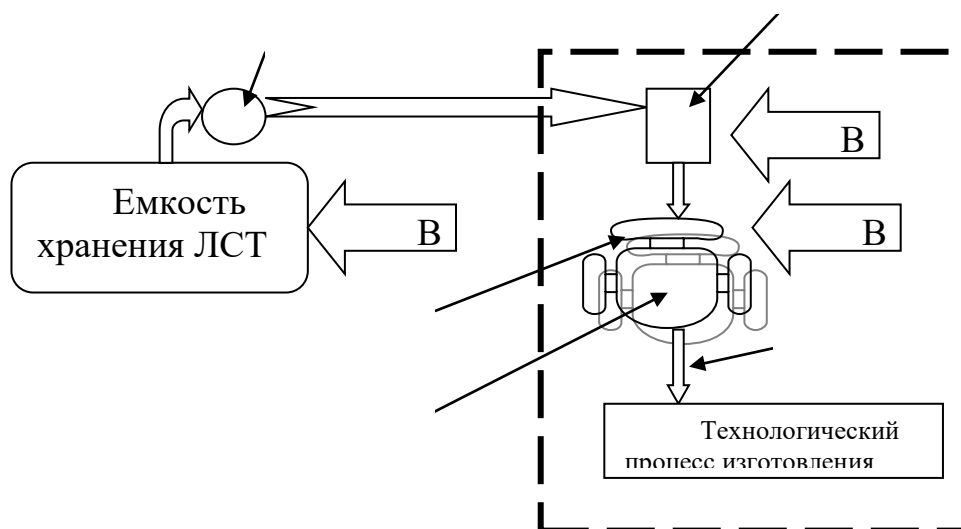 В
Емкость
хранения ЛСТ
В
В
Технологический
процесс изготовления